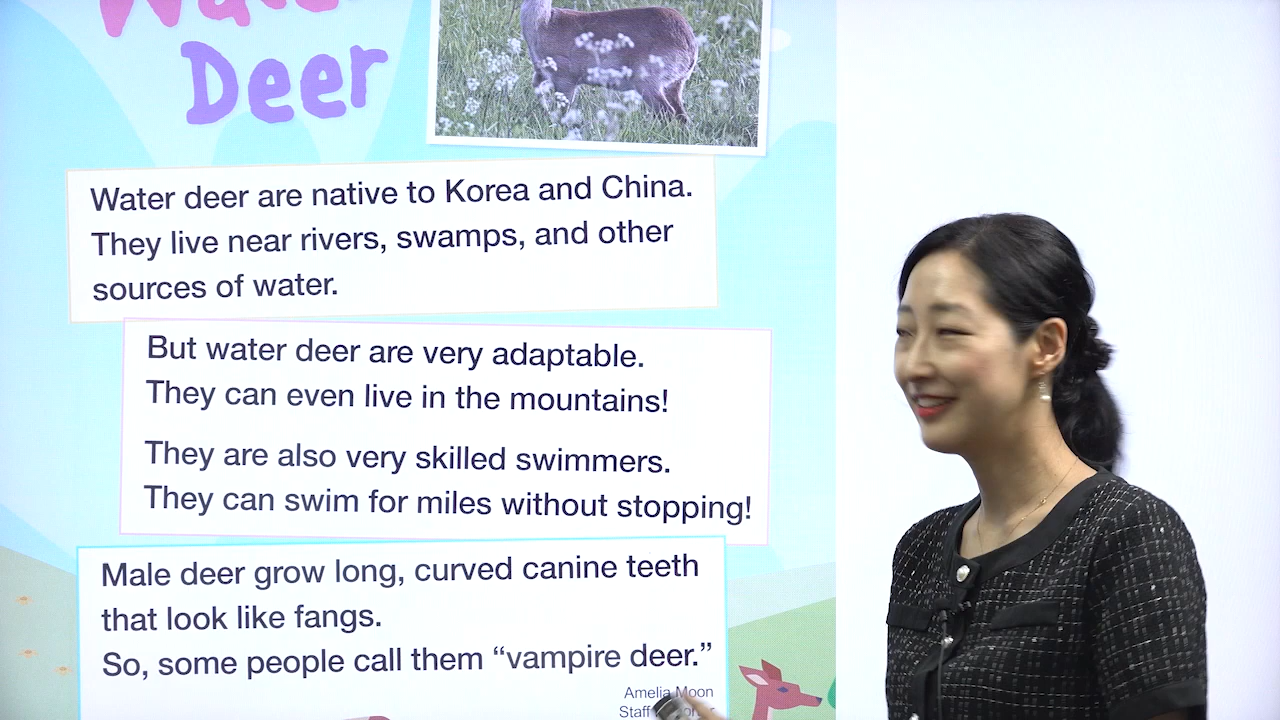 Water
Deer
Water deer are native to Korea and China.
They live near rivers, swamps, and other
sources of water.
But water deer are very adaptable.
They can even live in the mountains!
They are also very skilled swimmers.
They can swim for miles without stopping!
Male deer grow long, curved canine teeth
that look like fangs.
So, some people call them “vampire deer.”
Amelia Moon
Staff